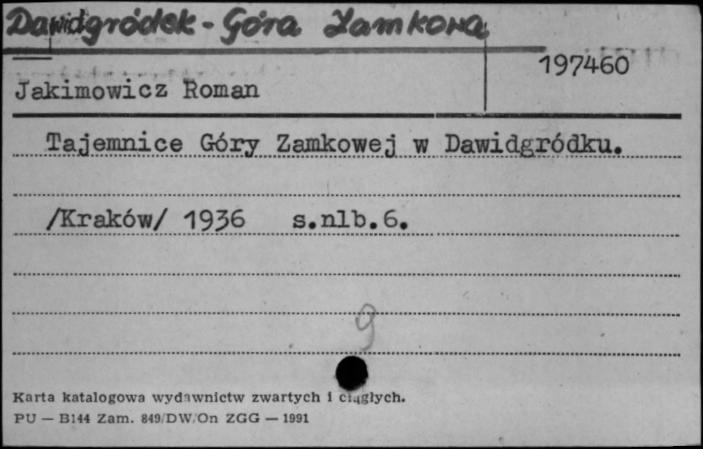 Dawidgródek - Góra Zamkowa
197460
Jakimowicz Roman
Tajemnice Góry Zamkowej w Dawidgródku.
/Kraków/ 1936 s.nlb.6.
9
Karta katalogowa wydawnictw zwartych i ciągłych.
PU — B144 Zam. 849/DW/On ZGG — 1991